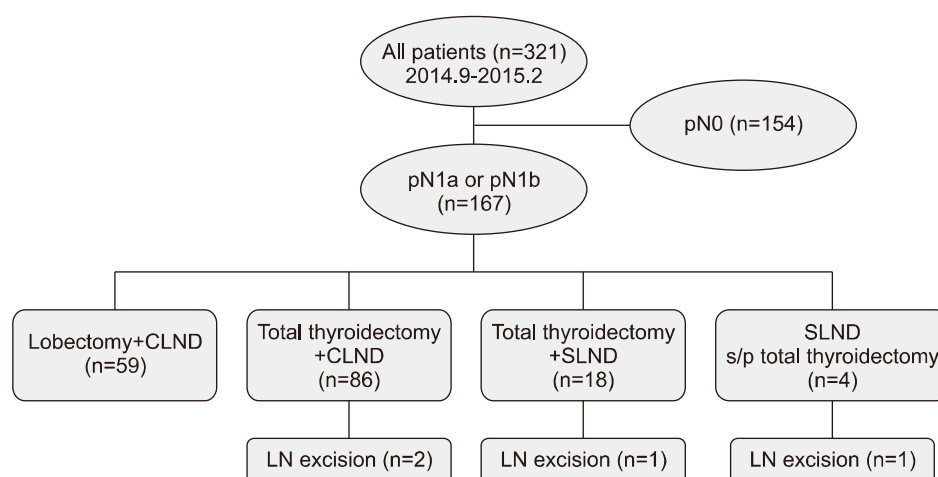 All patients (n=321)
2014.9-2015.2
pN0 (n=154)
pN1a or pN1b
(n=167)
Lobectomy+CLND
(n=59)
Total thyroidectomy
+CLND
(n=86)
Total thyroidectomy
+SLND
(n=18)
SLND
s/p total thyroidectomy
(n=4)
LN excision (n=2)
LN excision (n=1)
LN excision (n=1)